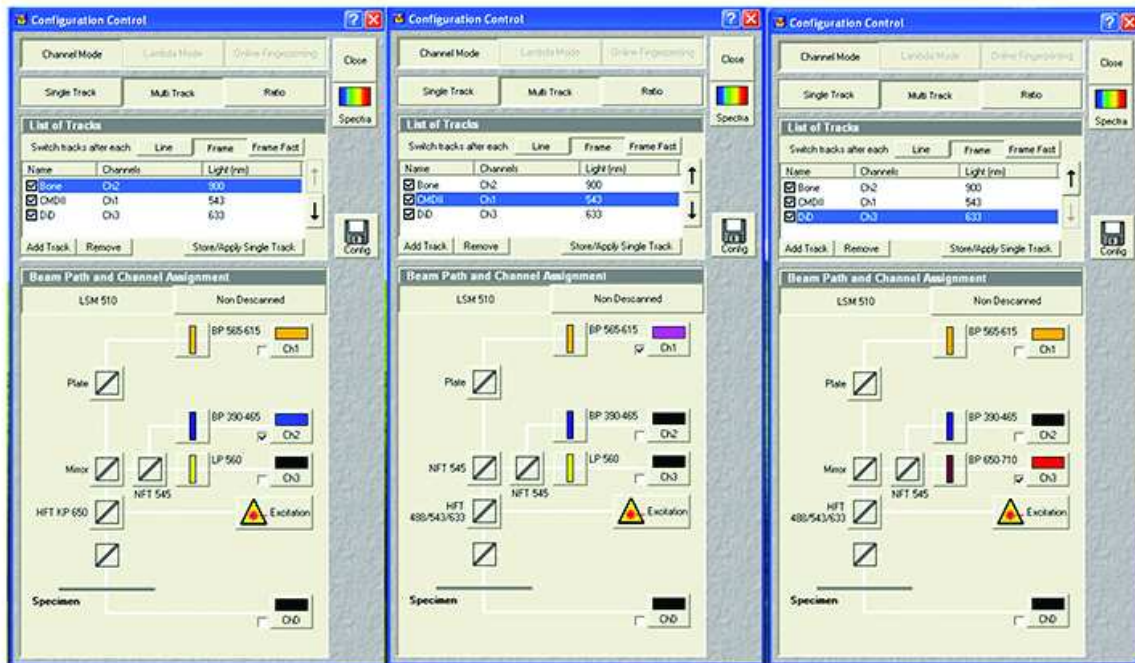 Configuration Control
Channel Mode Lambda Mode Online Fingerprinting
Close
Single Track Multi Track Ratio
Spectra
List of Tracks
Switch tracks after each Line Frame Frame Fast
Name Channels Light (nm)
Bone Ch2 900
CMDII Ch1 543
DiD Ch3 633
Config
Add Track Remove Store/Apply Single Track
Beam Path and Channel Assignment
LSM 510 Non Descanned
BP 565-615
Ch1
Plate
BP 390-465
Ch2
Mirror
LP 560
Ch3
NFT 545
HFT KP 650
Excitation
Specimen
ChD
Configuration Control
Channel Mode Lambda Mode Online Fingerprinting
Close
Single Track Multi Track Ratio
Spectra
List of Tracks
Switch tracks after each Line Frame Frame Fast
Name Channels Light (nm)
Bone Ch2 900
CMDII Ch1 543
DiD Ch3 633
Config
Add Track Remove Store/Apply Single Track
Beam Path and Channel Assignment
LSM 510 Non Descanned
BP 565-615
Ch1
Plate
BP 390-465
Ch2
NFT 545
LP 560
Ch3
NFT 545
HFT
488/543/633
Excitation
Specimen
ChD
Configuration Control
Channel Mode Lambda Mode Online Fingerprinting
Close
Single Track Multi Track Ratio
Spectra
List of Tracks
Switch tracks after each Line Frame Frame Fast
Name Channels Light (nm)
Bone Ch2 900
CMDII Ch1 543
DiD Ch3 633
Config
Add Track Remove Store/Apply Single Track
Beam Path and Channel Assignment
LSM 510 Non Descanned
BP 565-615
Ch1
Plate
BP 390-465
Ch2
Mirror
BP 650-710
Ch3
NFT 545
HFT
488/543/633
Excitation
Specimen
ChD